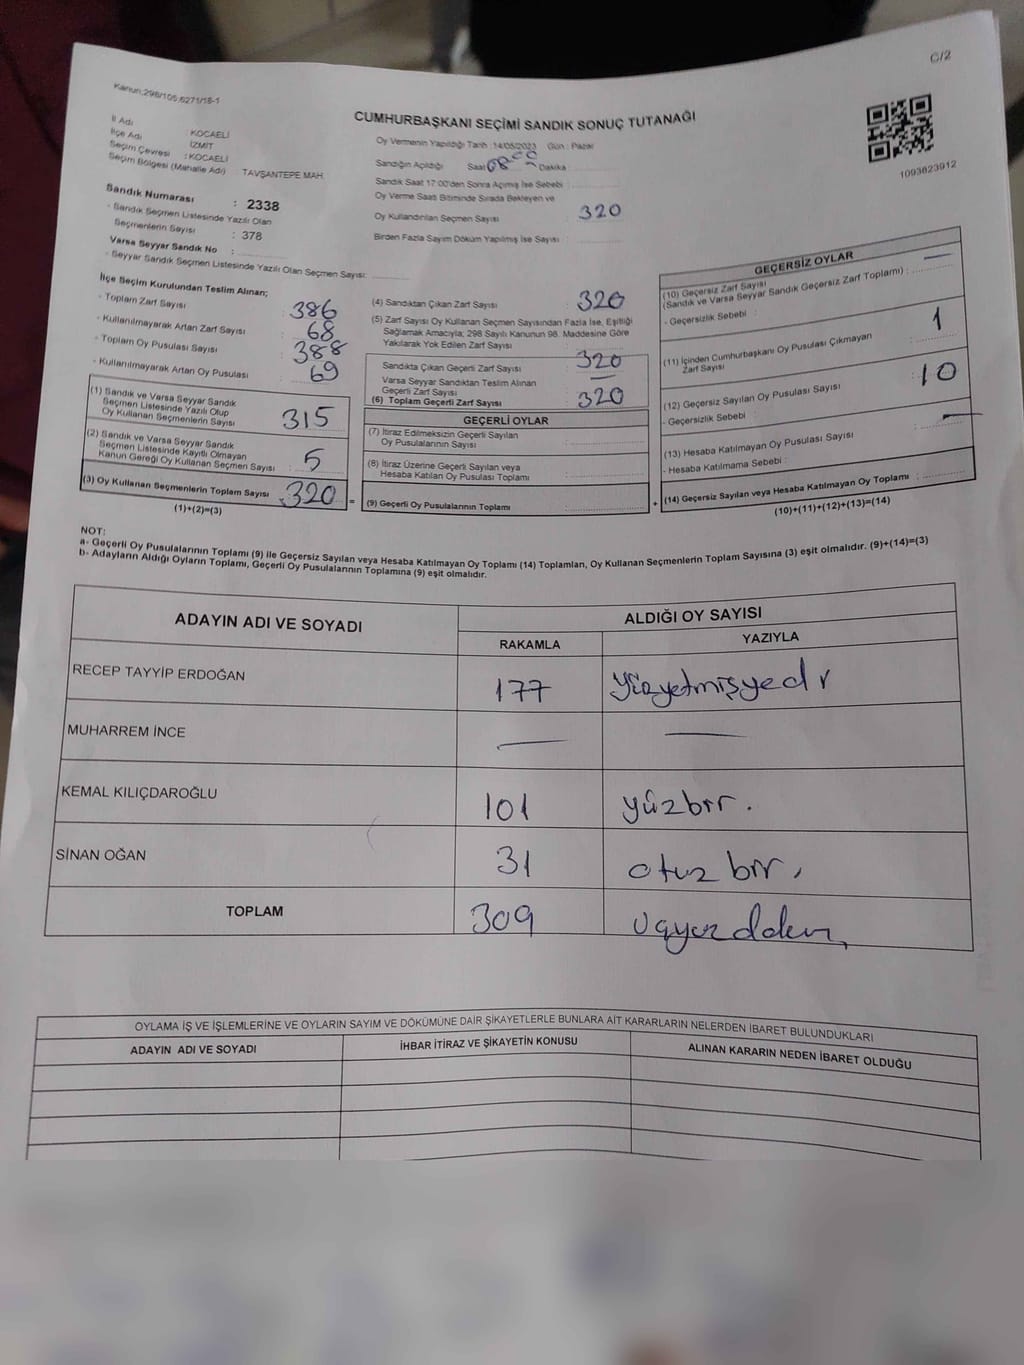 C/2
Kanun;298/105;6271/18-1
CUMHURBAŞKANI SEÇİMİ SANDIK SONUÇ TUTANAĞI
İl Adı
İlçe Adı KOCAELİ
Seçim Çevresi İZMİT
Seçim Bölgesi (Mahalle Adı) : KOCAELİ
TAVŞANTEPE MAH.
Sandık Numarası : 2338
- Sandık Seçmen Listesinde Yazılı Olan
Seçmenlerin Sayısı : 378
Varsa Seyyar Sandık No :
- Seyyar Sandık Seçmen Listesinde Yazılı Olan Seçmen Sayısı:
Oy Vermenin Yapıldığı Tarih :14/05/2023 Gün : Pazar
Sandığın Açıldığı Saat 08 Dakika
Sandık Saat 17:00'den Sonra Açılmış İse Sebebi :
Oy Verme Saati Bitiminde Sırada Bekleyen ve
Oy Kullandırılan Seçmen Sayısı : 320
Birden Fazla Sayım Döküm Yapılmış İse Sayısı :
1093623912
İlçe Seçim Kurulundan Teslim Alınan;
- Toplam Zarf Sayısı : 386
- Kullanılmayarak Artan Zarf Sayısı : 68
- Toplam Oy Pusulası Sayısı : 388
- Kullanılmayarak Artan Oy Pusulası : 69
(1) Sandık ve Varsa Seyyar Sandık
Seçmen Listesinde Yazılı Olup
Oy Kullanan Seçmenlerin Sayısı : 315
(2) Sandık ve Varsa Seyyar Sandık
Seçmen Listesinde Kayıtlı Olmayan
Kanun Gereği Oy Kullanan Seçmen Sayısı : 5
(3) Oy Kullanan Seçmenlerin Toplam Sayısı : 320 =
(1)+(2)=(3)
(4) Sandıktan Çıkan Zarf Sayısı : 320
(5) Zarf Sayısı Oy Kullanan Seçmen Sayısından Fazla İse, Eşitliği
Sağlamak Amacıyla; 298 Sayılı Kanunun 98. Maddesine Göre
Yakılarak Yok Edilen Zarf Sayısı
Sandıkta Çıkan Geçerli Zarf Sayısı : 320
Varsa Seyyar Sandıktan Teslim Alınan
Geçerli Zarf Sayısı : —
(6) Toplam Geçerli Zarf Sayısı : 320
GEÇERLİ OYLAR
(7) İtiraz Edilmeksizin Geçerli Sayılan
Oy Pusulalarının Sayısı :
(8) İtiraz Üzerine Geçerli Sayılan veya
Hesaba Katılan Oy Pusulası Toplamı :
(9) Geçerli Oy Pusulalarının Toplamı : +
GEÇERSİZ OYLAR
(10) Geçersiz Zarf Sayısı
(Sandık ve Varsa Seyyar Sandık Geçersiz Zarf Toplamı) : —
- Geçersizlik Sebebi :
(11) İçinden Cumhurbaşkanı Oy Pusulası Çıkmayan
Zarf Sayısı : 1
(12) Geçersiz Sayılan Oy Pusulası Sayısı : 10
- Geçersizlik Sebebi :
(13) Hesaba Katılmayan Oy Pusulası Sayısı : —
- Hesaba Katılmama Sebebi :
(14) Geçersiz Sayılan veya Hesaba Katılmayan Oy Toplamı :
(10)+(11)+(12)+(13)=(14)
NOT:
a- Geçerli Oy Pusulalarının Toplamı (9) ile Geçersiz Sayılan veya Hesaba Katılmayan Oy Toplamı (14) Toplamları, Oy Kullanan Seçmenlerin Toplam Sayısına (3) eşit olmalıdır. (9)+(14)=(3)
b- Adayların Aldığı Oyların Toplamı, Geçerli Oy Pusulalarının Toplamına (9) eşit olmalıdır.
ADAYIN ADI VE SOYADI ALDIĞI OY SAYISI
RAKAMLA YAZIYLA
RECEP TAYYİP ERDOĞAN 177 yüzyetmişyedi
MUHARREM İNCE — —
KEMAL KILIÇDAROĞLU 101 yüzbir.
SİNAN OĞAN 31 otuz bir,
TOPLAM 309
OYLAMA İŞ VE İŞLEMLERİNE VE OYLARIN SAYIM VE DÖKÜMÜNE DAİR ŞİKAYETLERLE BUNLARA AİT KARARLARIN NELERDEN İBARET BULUNDUKLARI
ADAYIN ADI VE SOYADI İHBAR İTİRAZ VE ŞİKAYETİN KONUSU ALINAN KARARIN NEDEN İBARET OLDUĞU